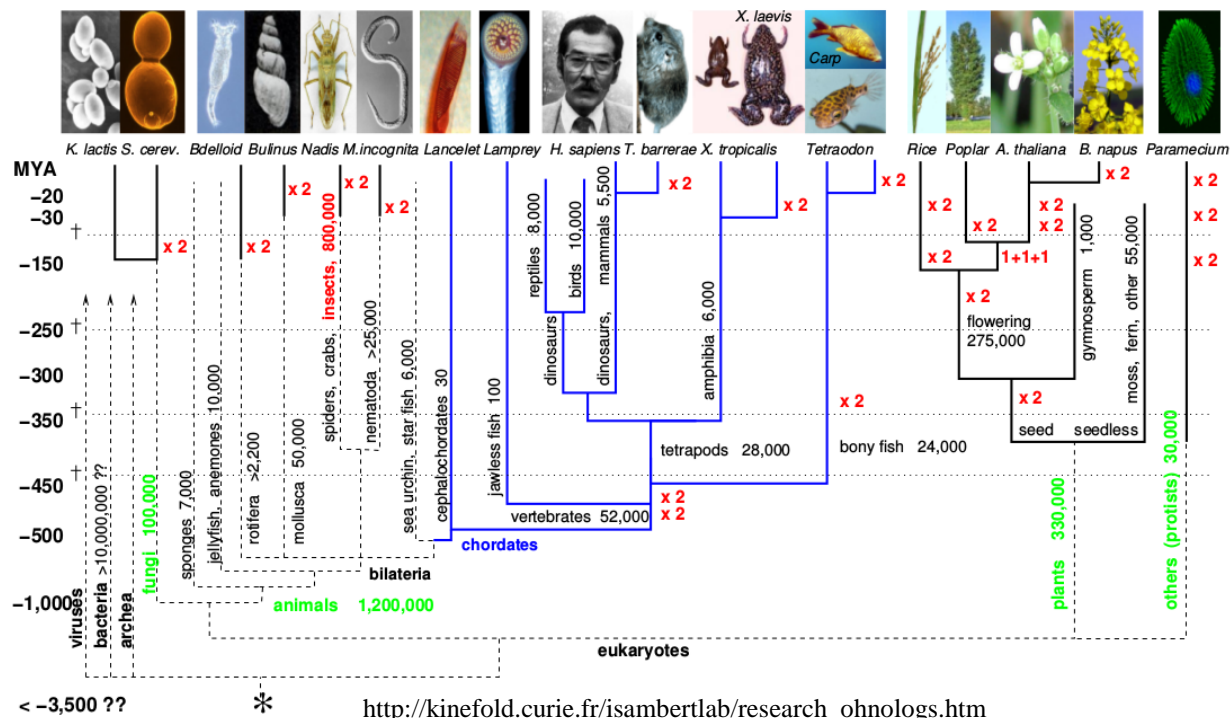 X. laevis
Carp
K. lactis S. cerev. Bdelloid Bulinus Nadis M.incognita Lancelet Lamprey H. sapiens T. barrerae X. tropicalis Tetraodon Rice Poplar A. thaliana B. napus Paramecium
MYA
−20
−30
†
−150
−250 †
−300
†
−350
†
−450
−500
−1,000
< −3,500 ??
viruses
bacteria >10,000,000 ??
archea
fungi 100,000
x 2
sponges 7,000
jellyfish, anemones 10,000
rotifera >2,200
x 2
mollusca 50,000
x 2
spiders, crabs, insects, 800,000
x 2
nematoda >25,000
x 2
sea urchin, star fish 6,000
cephalochordates 30
jawless fish 100
reptiles 8,000
birds 10,000
dinosaurs
dinosaurs, mammals 5,500
x 2
amphibia 6,000
x 2
x 2
x 2
tetrapods 28,000
bony fish 24,000
x 2
x 2
vertebrates 52,000
chordates
bilateria
animals 1,200,000
eukaryotes
x 2
x 2
x 2
x 2
x 2
x 2
1+1+1
x 2
flowering
275,000
gymnosperm 1,000
moss, fern, other 55,000
x 2
seed seedless
plants 330,000
others (protists) 30,000
x 2
x 2
x 2
*
http://kinefold.curie.fr/isambertlab/research_ohnologs.htm